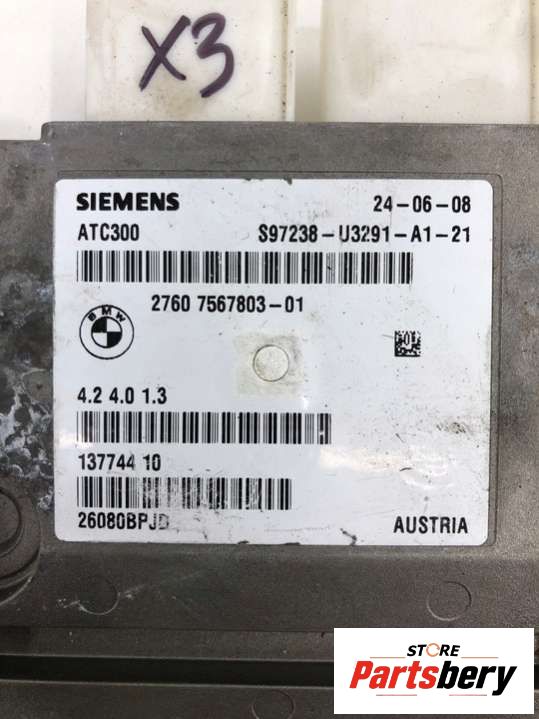 X3
SIEMENS 24-06-08
ATC300 S97238-U3291-A1-21
2760 7567803-01
BMW
4.2 4.0 1.3
137744 10
26080BPJD
AUSTRIA
STORE
Partsbery